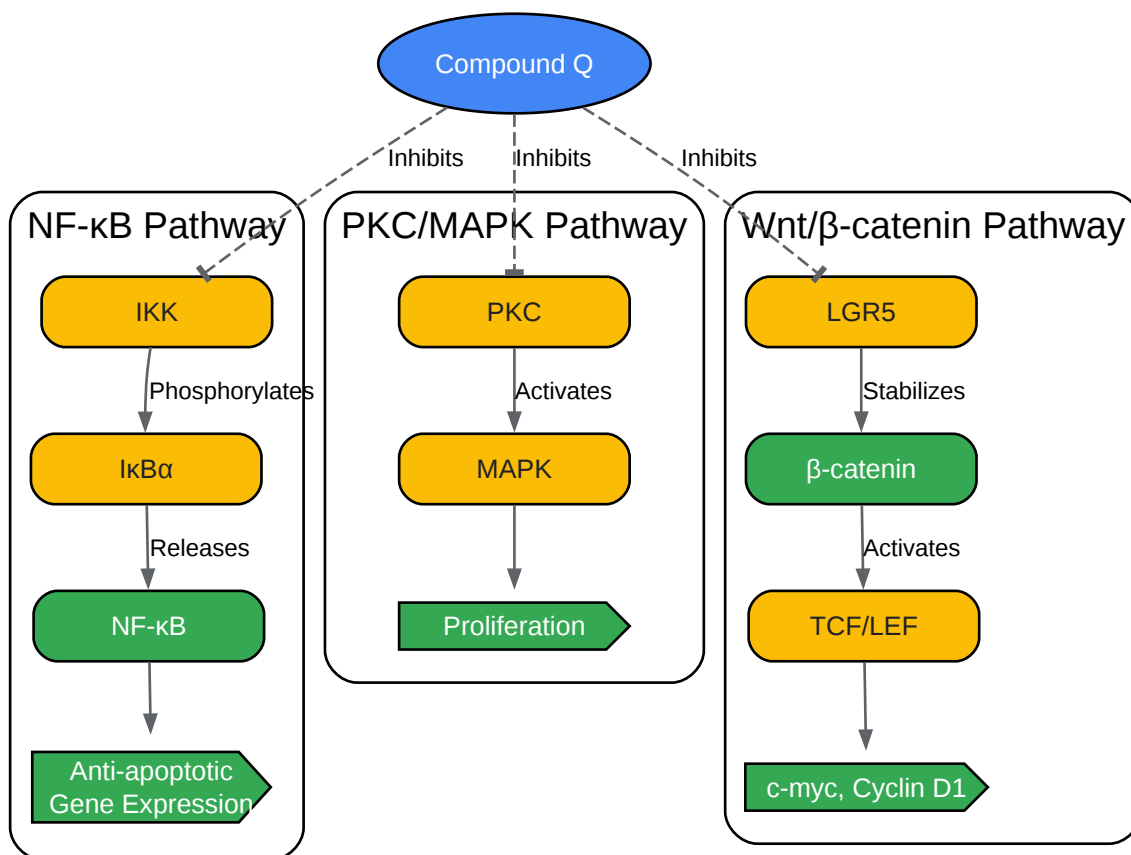 Compound Q
Inhibits
Inhibits
Inhibits
NF-κB Pathway
IKK
Phosphorylates
IκBα
Releases
NF-κB
Anti-apoptotic
Gene Expression
PKC/MAPK Pathway
PKC
Activates
MAPK
Proliferation
Wnt/β-catenin Pathway
LGR5
Stabilizes
β-catenin
Activates
TCF/LEF
c-myc, Cyclin D1